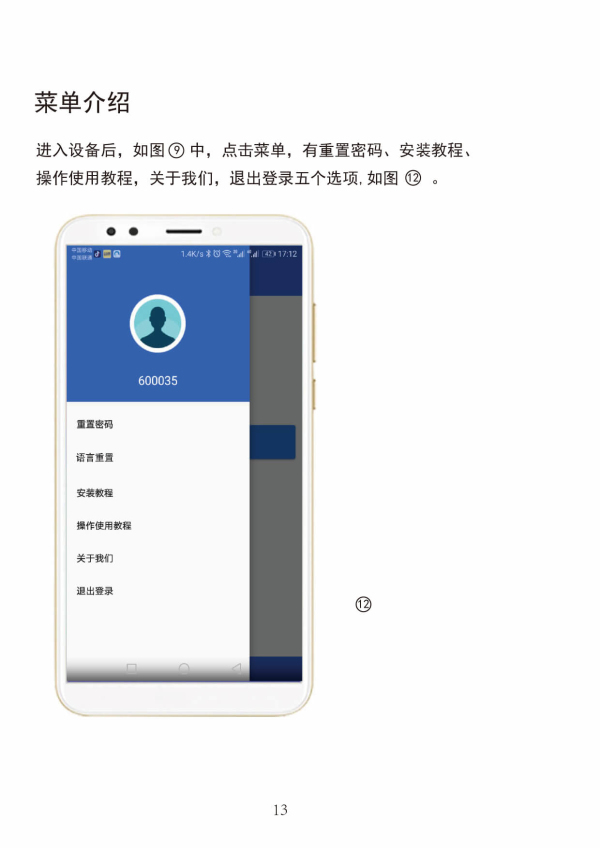 菜单介绍
进入设备后，如图⑨中，点击菜单，有重置密码、安装教程、
操作使用教程，关于我们，退出登录五个选项,如图 ⑫ 。
中国移动
中国联通
1.4K/s 42 17:12
600035
重置密码
语言重置
安装教程
操作使用教程
关于我们
退出登录
⑫
13